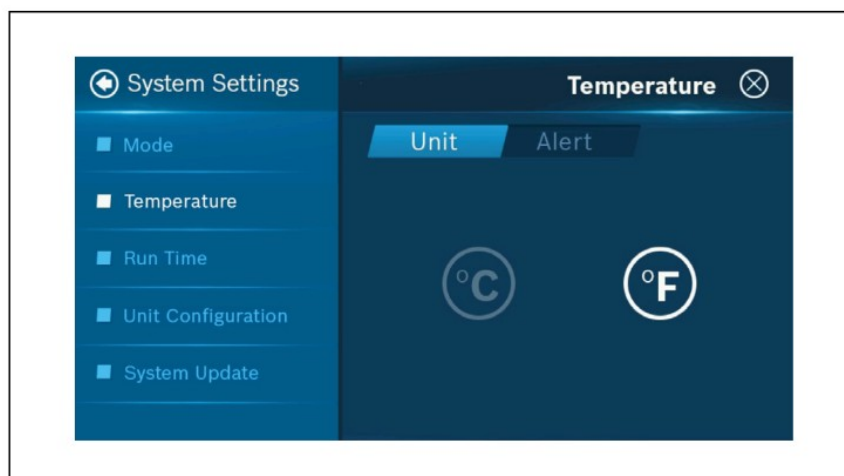 System Settings
Temperature
Mode
Temperature
Run Time
Unit Configuration
System Update
Unit
Alert
°C
°F